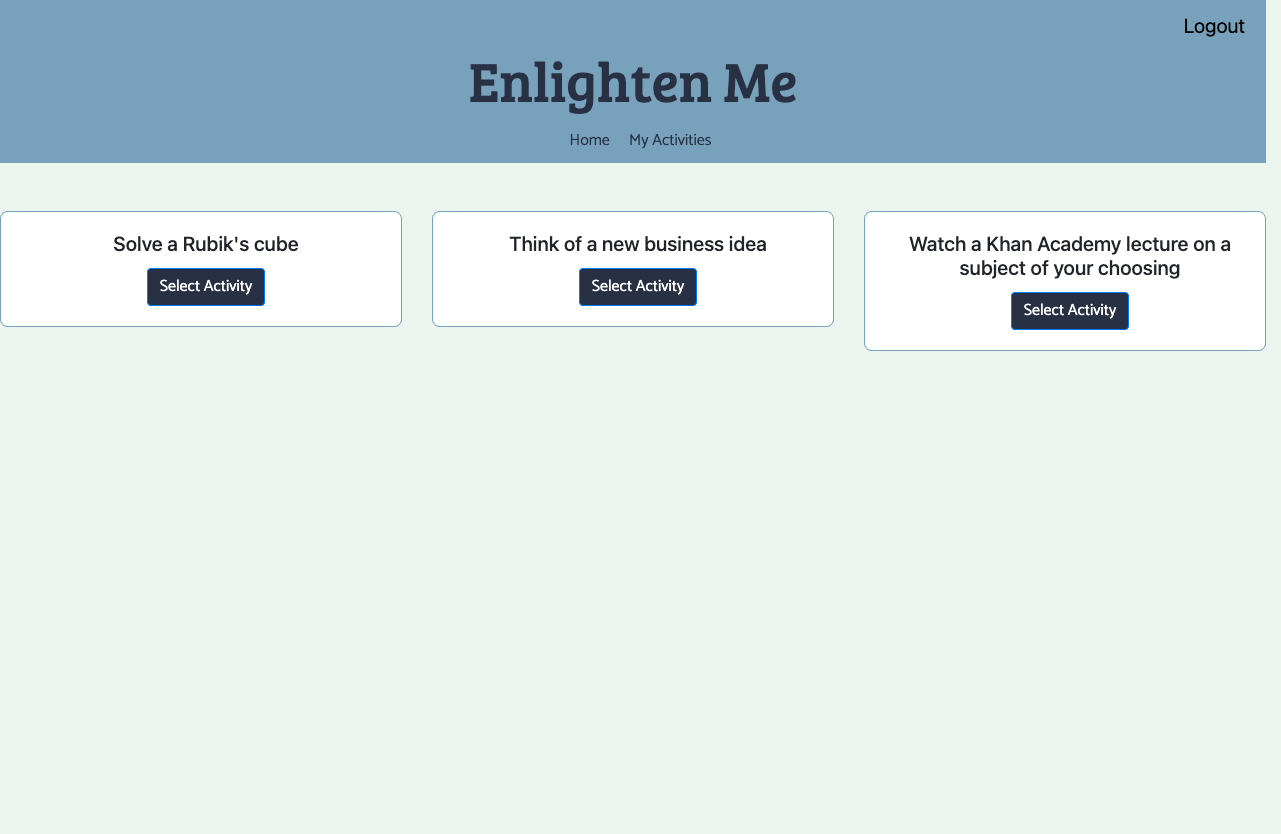 Logout
Enlighten Me
Home My Activities
Solve a Rubik's cube
Select Activity
Think of a new business idea
Select Activity
Watch a Khan Academy lecture on a
subject of your choosing
Select Activity